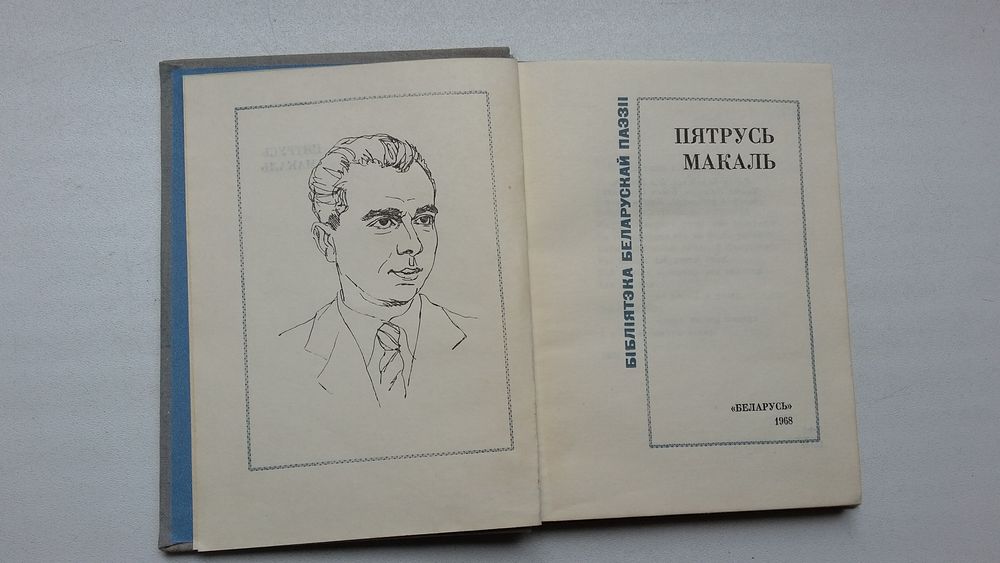 БІБЛІЯТЭКА БЕЛАРУСКАЙ ПАЭЗІІ
ПЯТРУСЬ
МАКАЛЬ
«БЕЛАРУСЬ»
1968